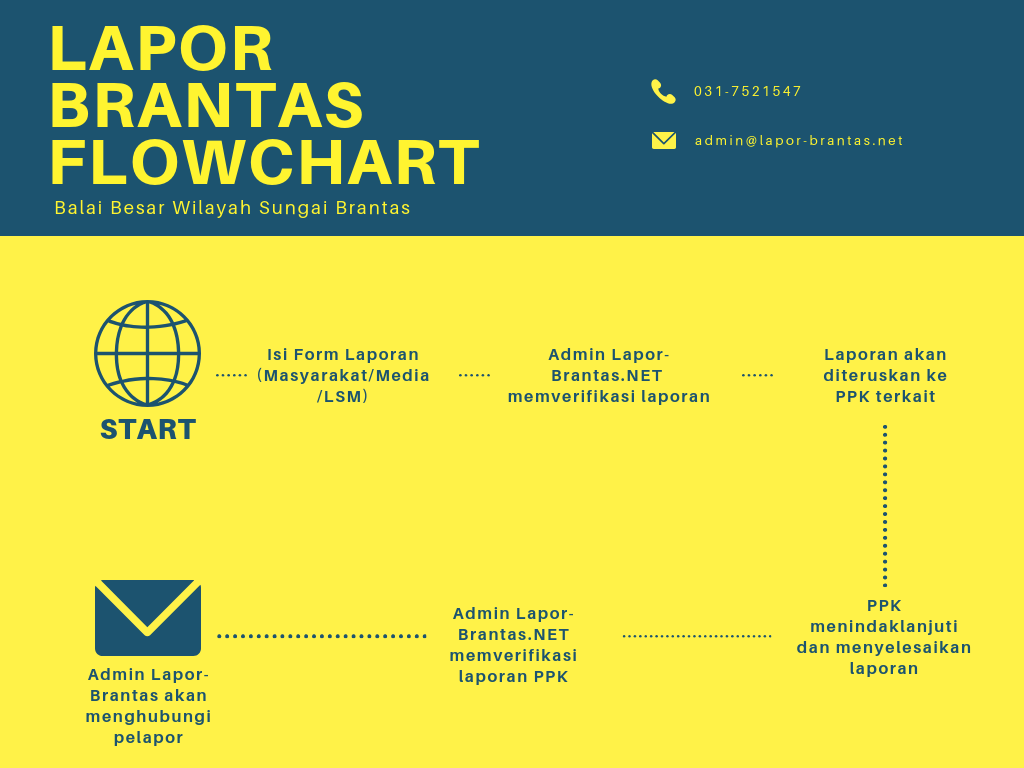 LAPOR
BRANTAS
FLOWCHART
Balai Besar Wilayah Sungai Brantas
031-7521547
admin@lapor-brantas.net
START
Isi Form Laporan
(Masyarakat/Media
/LSM)
Admin Lapor-
Brantas.NET
memverifikasi laporan
Laporan akan
diteruskan ke
PPK terkait
PPK
menindaklanjuti
dan menyelesaikan
laporan
Admin Lapor-
Brantas.NET
memverifikasi
laporan PPK
Admin Lapor-
Brantas akan
menghubungi
pelapor